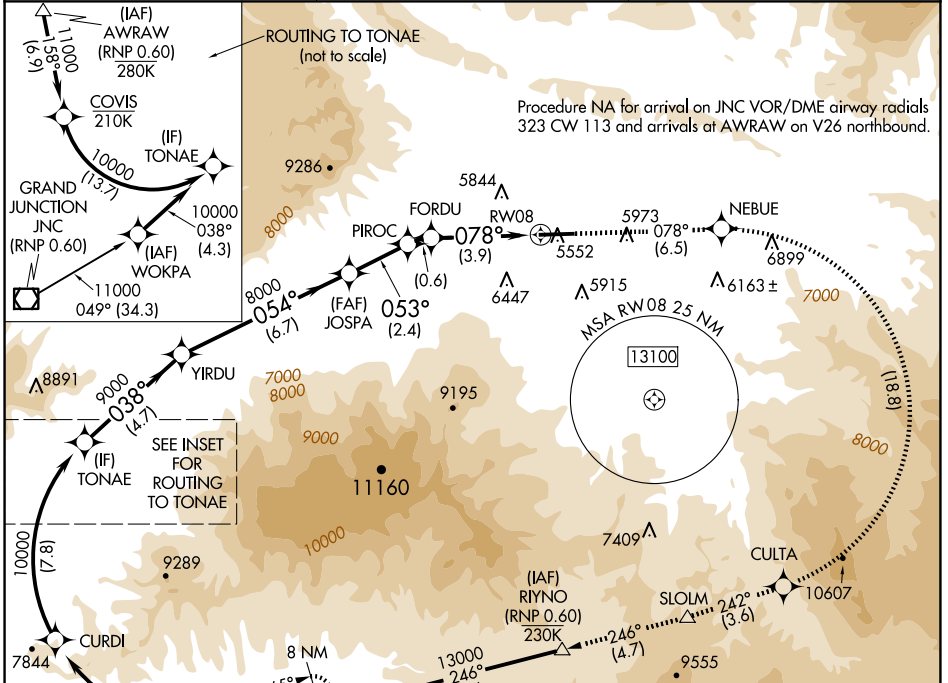 (IAF)
AWRAW
(RNP 0.60)
280K
11000
158°
(6.9)
COVIS
210K
(IF)
TONAE
10000
(13.7)
GRAND
JUNCTION
JNC
(RNP 0.60)
10000
038°
(4.3)
(IAF)
WOKPA
11000
049° (34.3)
ROUTING TO TONAE
(not to scale)
Procedure NA for arrival on JNC VOR/DME airway radials
323 CW 113 and arrivals at AWRAW on V26 northbound.
9286
8000
5844
FORDU
PIROC
RW08
078°
(3.9)
(0.6)
5552
5973
078°
(6.5)
NEBUE
6899
6447
5915
6163 ±
7000
8000
054°
(6.7)
(FAF)
JOSPA
053°
(2.4)
MSA RW08 25 NM
13100
YIRDU
8891
9000
038°
(4.7)
7000
8000
9195
9000
(18.8)
8000
(IF)
TONAE
SEE INSET
FOR
ROUTING
TO TONAE
11160
10000
10000
(7.8)
9289
7409
CULTA
10607
(IAF)
RIYNO
(RNP 0.60)
230K
SLOLM
242°
(3.6)
246°
(4.7)
CURDI
7844
8 NM
13000
246°
9555